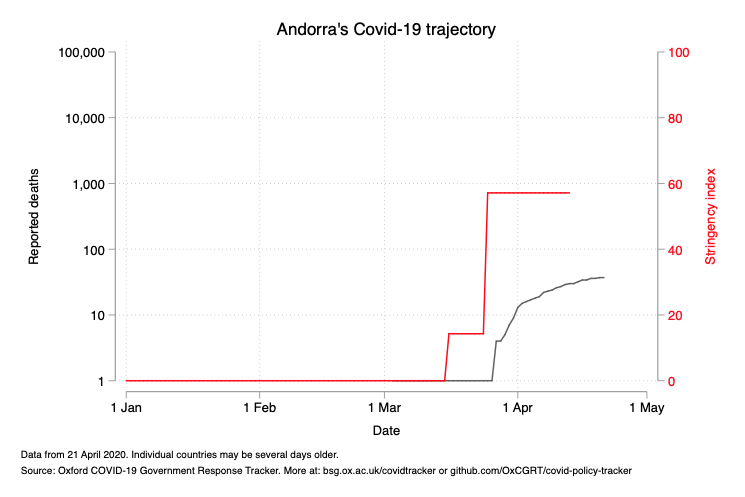 Andorra's Covid-19 trajectory
100,000
10,000
1,000
100
10
1
Reported deaths
100
80
60
40
20
0
Stringency index
1 Jan 1 Feb 1 Mar 1 Apr 1 May
Date
Data from 21 April 2020. Individual countries may be several days older.
Source: Oxford COVID-19 Government Response Tracker. More at: bsg.ox.ac.uk/covidtracker or github.com/OxCGRT/covid-policy-tracker